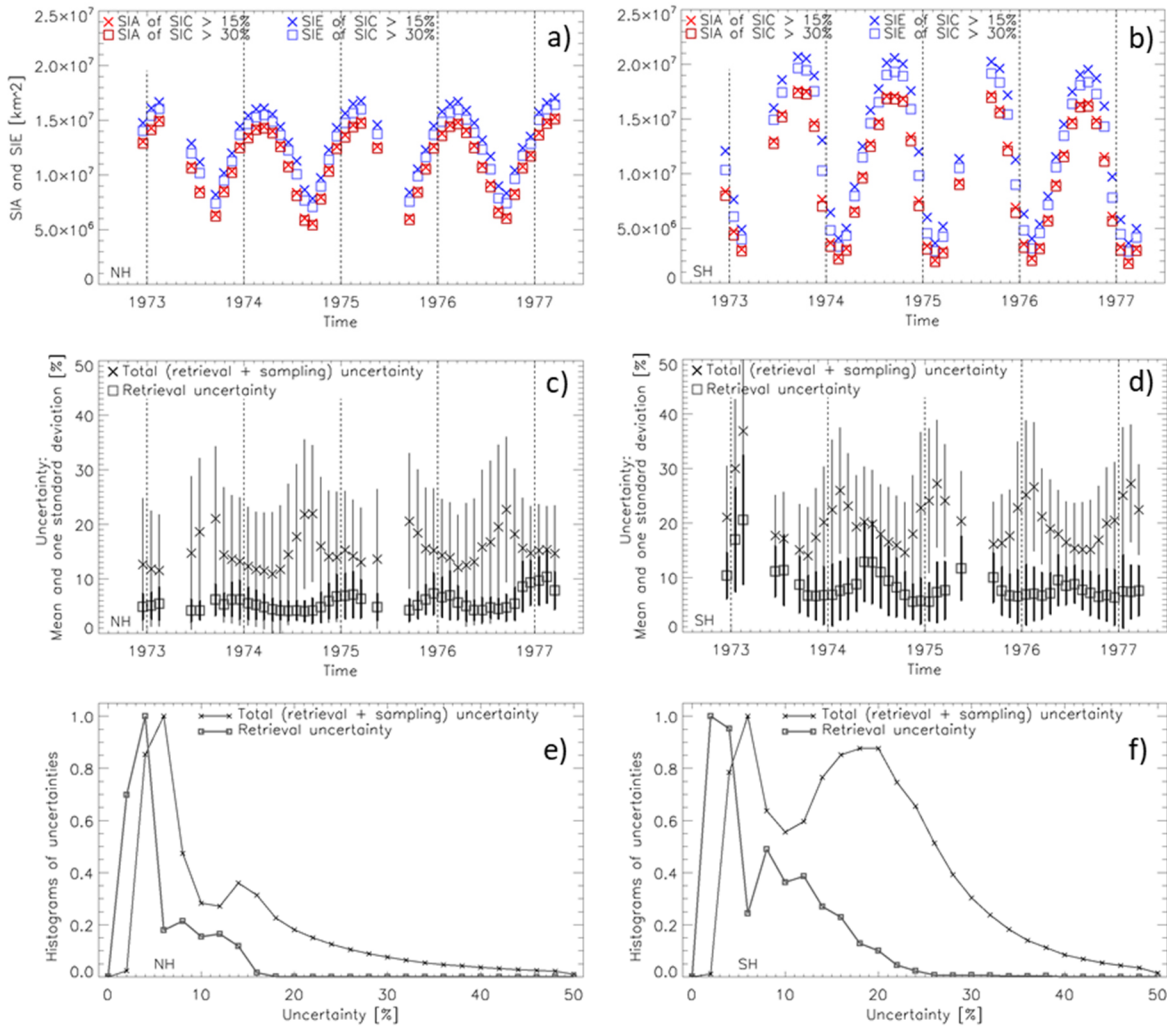 a)
× SIA of SIC > 15% × SIE of SIC > 15%
□ SIA of SIC > 30% □ SIE of SIC > 30%
SIA and SIE [km^2]
2.5×10⁷
2.0×10⁷
1.5×10⁷
1.0×10⁷
5.0×10⁶
0
NH
1973 1974 1975 1976 1977
Time
b)
× SIA of SIC > 15% × SIE of SIC > 15%
□ SIA of SIC > 30% □ SIE of SIC > 30%
2.5×10⁷
2.0×10⁷
1.5×10⁷
1.0×10⁷
5.0×10⁶
0
SH
1973 1974 1975 1976 1977
Time
c)
× Total (retrieval + sampling) uncertainty
□ Retrieval uncertainty
Uncertainty:
Mean and one standard deviation [%]
50
40
30
20
10
0
NH
1973 1974 1975 1976 1977
Time
d)
× Total (retrieval + sampling) uncertainty
□ Retrieval uncertainty
Uncertainty:
Mean and one standard deviation [%]
50
40
30
20
10
0
SH
1973 1974 1975 1976 1977
Time
e)
Total (retrieval + sampling) uncertainty
Retrieval uncertainty
Histograms of uncertainties
1.0
0.8
0.6
0.4
0.2
0.0
NH
0 10 20 30 40 50
Uncertainty [%]
f)
Total (retrieval + sampling) uncertainty
Retrieval uncertainty
Histograms of uncertainties
1.0
0.8
0.6
0.4
0.2
0.0
SH
0 10 20 30 40 50
Uncertainty [%]